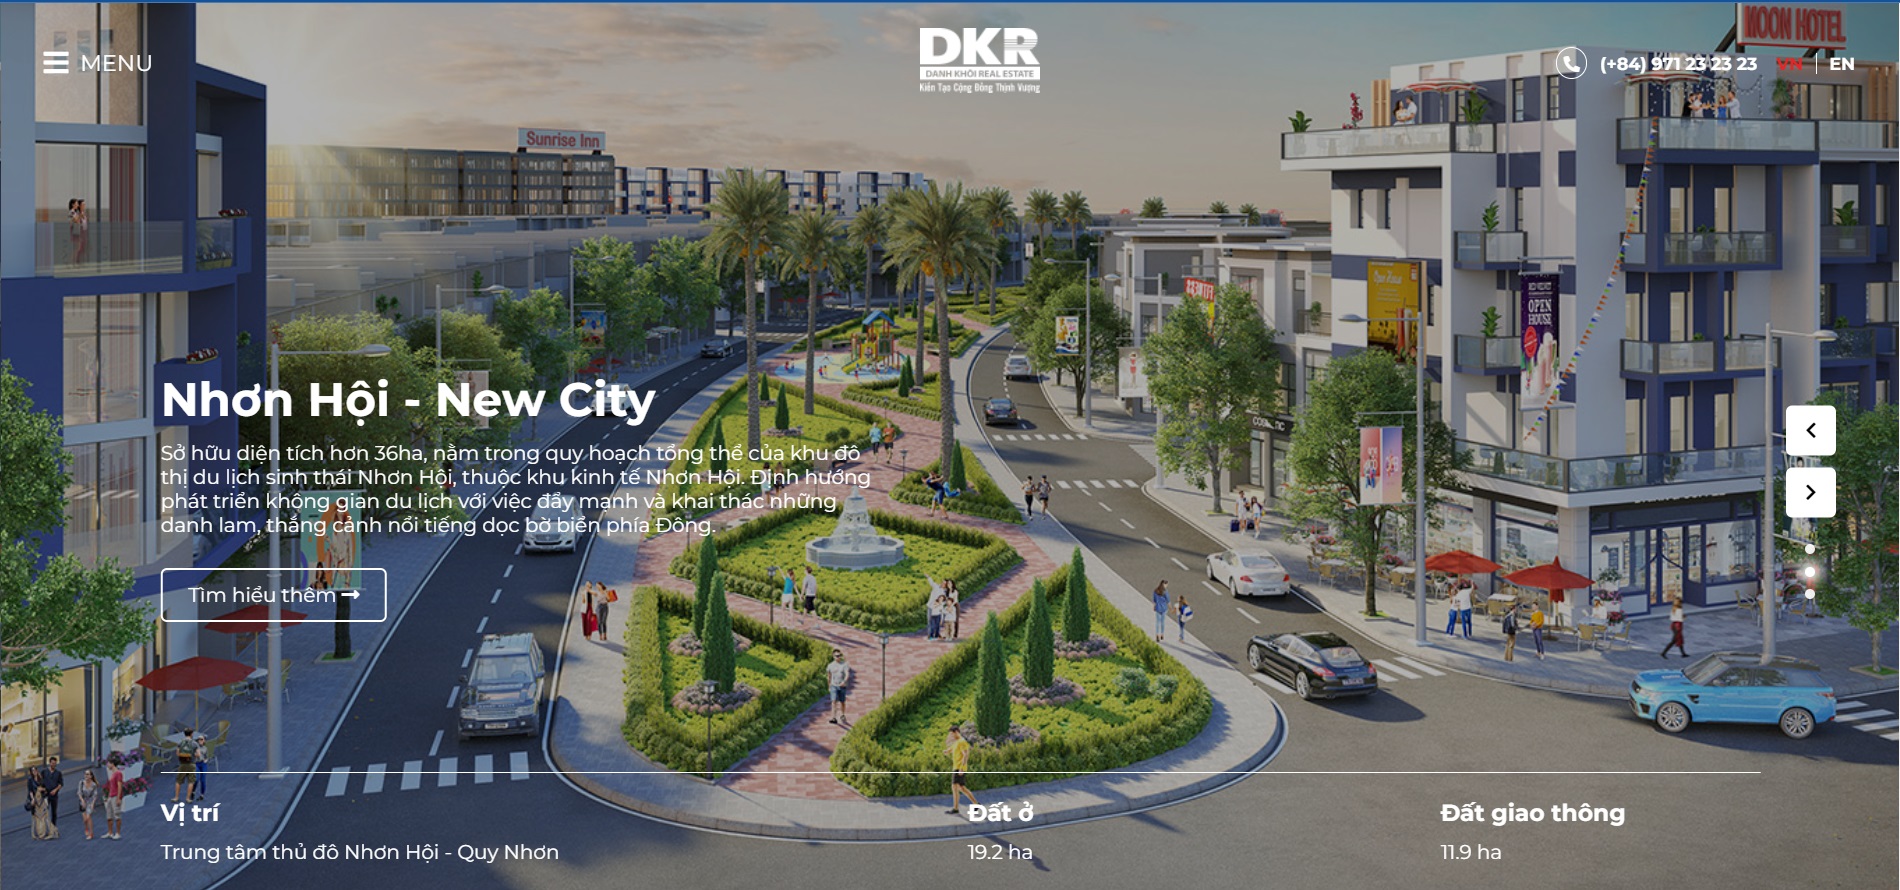 MENU
DKR
DANH KHÔI REAL ESTATE
Kiến Tạo Cộng Đồng Thịnh Vượng
(+84) 971 23 23 23
VN
EN
MOON HOTEL
Sunrise Inn
OPEN
HOUSE
Nhơn Hội - New City
Sở hữu diện tích hơn 36ha, nằm trong quy hoạch tổng thể của khu đô
thị du lịch sinh thái Nhơn Hội, thuộc khu kinh tế Nhơn Hội. Định hướng
phát triển không gian du lịch với việc đẩy mạnh và khai thác những
danh lam, thắng cảnh nổi tiếng dọc bờ biển phía Đông.
Tìm hiểu thêm
Vị trí
Trung tâm thủ đô Nhơn Hội - Quy Nhơn
Đất ở
19.2 ha
Đất giao thông
11.9 ha